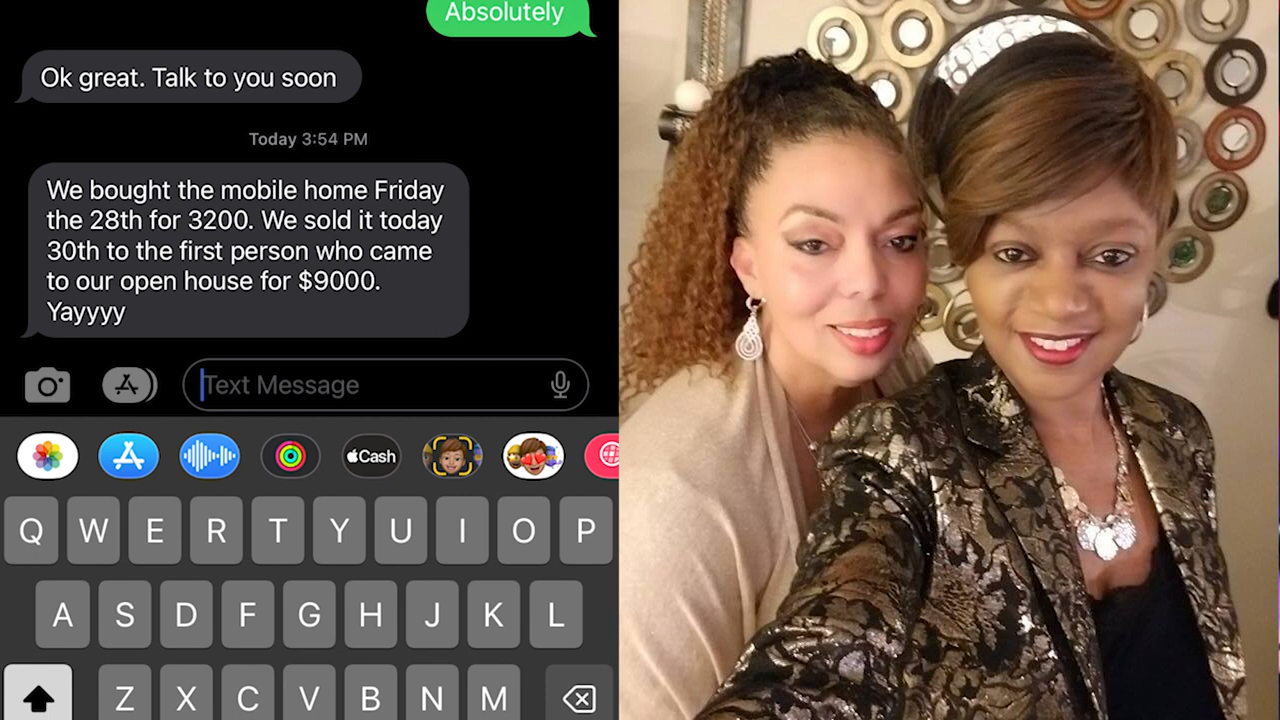 Absolutely
Ok great. Talk to you soon
Today 3:54 PM
We bought the mobile home Friday
the 28th for 3200. We sold it today
30th to the first person who came
to our open house for $9000.
Yayyyy
Text Message
Cash
Q W E R T Y U I O P
A S D F G H J K L
Z X C V B N M